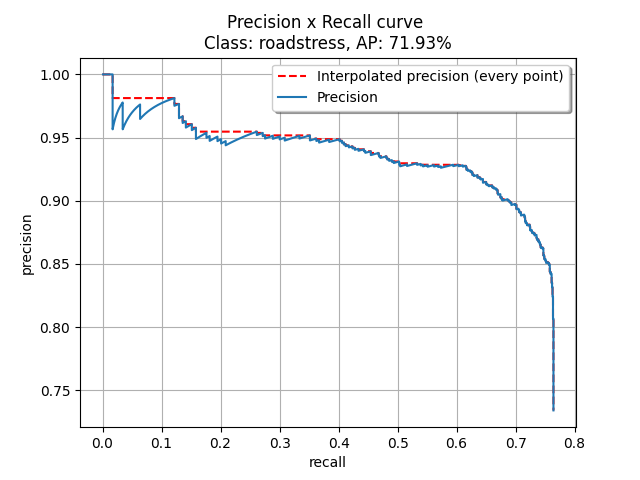 Precision x Recall curve
Class: roadstress, AP: 71.93%
Interpolated precision (every point)
Precision
precision
1.00
0.95
0.90
0.85
0.80
0.75
0.0 0.1 0.2 0.3 0.4 0.5 0.6 0.7 0.8
recall